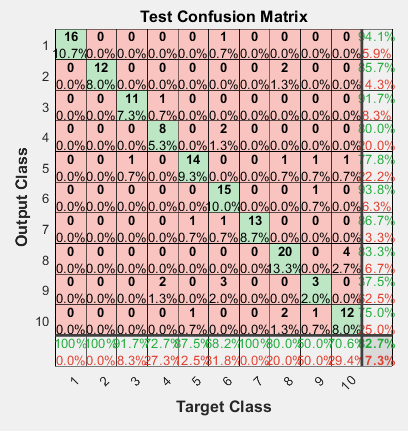 Test Confusion Matrix
16 0 0 0 0 1 0 0 0 0 94.1%
1
10.7% 0.0% 0.0% 0.0% 0.0% 0.7% 0.0% 0.0% 0.0% 0.0% 5.9%
0 12 0 0 0 0 0 2 0 0 85.7%
2
0.0% 8.0% 0.0% 0.0% 0.0% 0.0% 0.0% 1.3% 0.0% 0.0% 14.3%
0 0 11 1 0 0 0 0 0 0 91.7%
3
0.0% 0.0% 7.3% 0.7% 0.0% 0.0% 0.0% 0.0% 0.0% 0.0% 8.3%
0 0 0 8 0 2 0 0 0 0 80.0%
4
0.0% 0.0% 0.0% 5.3% 0.0% 1.3% 0.0% 0.0% 0.0% 0.0% 20.0%
0 0 1 0 14 0 0 1 1 1 77.8%
5
0.0% 0.0% 0.7% 0.0% 9.3% 0.0% 0.0% 0.7% 0.7% 0.7% 22.2%
0 0 0 0 0 15 0 0 1 0 93.8%
6
0.0% 0.0% 0.0% 0.0% 0.0% 10.0% 0.0% 0.0% 0.7% 0.0% 6.3%
0 0 0 0 1 1 13 0 0 0 86.7%
7
0.0% 0.0% 0.0% 0.0% 0.7% 0.7% 8.7% 0.0% 0.0% 0.0% 13.3%
0 0 0 0 0 0 0 20 0 4 83.3%
8
0.0% 0.0% 0.0% 0.0% 0.0% 0.0% 0.0% 13.3% 0.0% 2.7% 16.7%
0 0 0 2 0 3 0 0 3 0 37.5%
9
0.0% 0.0% 0.0% 1.3% 0.0% 2.0% 0.0% 0.0% 2.0% 0.0% 62.5%
0 0 0 0 1 0 0 2 1 12 75.0%
10
0.0% 0.0% 0.0% 0.0% 0.7% 0.0% 0.0% 1.3% 0.7% 8.0% 25.0%
100% 100% 91.7% 72.7% 87.5% 68.2% 100% 80.0% 50.0% 70.6% 82.7%
0.0% 0.0% 8.3% 27.3% 12.5% 31.8% 0.0% 20.0% 50.0% 29.4% 17.3%
1 2 3 4 5 6 7 8 9 10
Output Class
Target Class